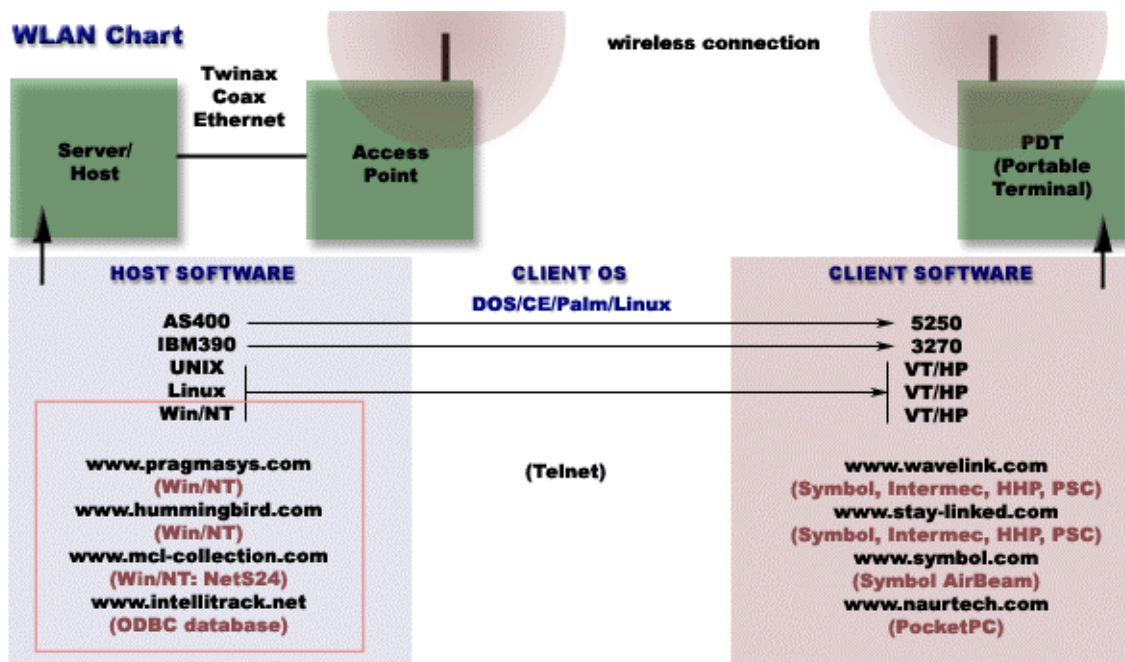 WLAN Chart
wireless connection
Twinax
Coax
Ethernet
Server/
Host
Access
Point
PDT
(Portable
Terminal)
HOST SOFTWARE
AS400
IBM390
UNIX
Linux
Win/NT
www.pragmasys.com
(Win/NT)
www.hummingbird.com
(Win/NT)
www.mcl-collection.com
(Win/NT: NetS24)
www.intellitrack.net
(ODBC database)
CLIENT OS
DOS/CE/Palm/Linux
(Telnet)
CLIENT SOFTWARE
5250
3270
VT/HP
VT/HP
VT/HP
www.wavelink.com
(Symbol, Intermec, HHP, PSC)
www.stay-linked.com
(Symbol, Intermec, HHP, PSC)
www.symbol.com
(Symbol AirBeam)
www.naurtech.com
(PocketPC)